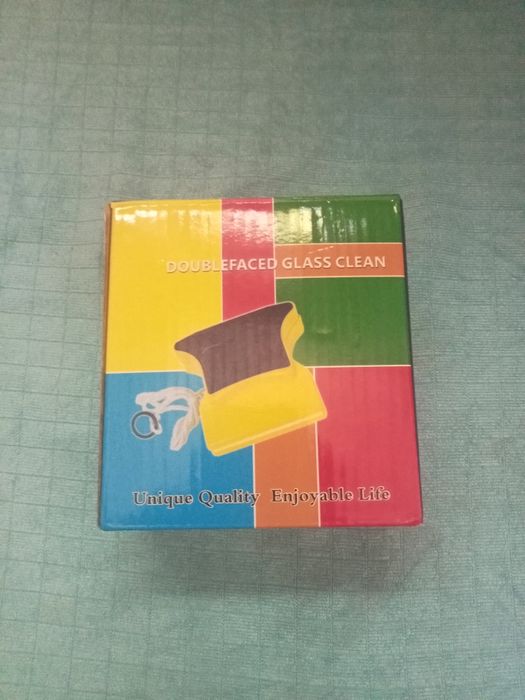 DOUBLEFACED GLASS CLEAN
Unique Quality Enjoyable Life